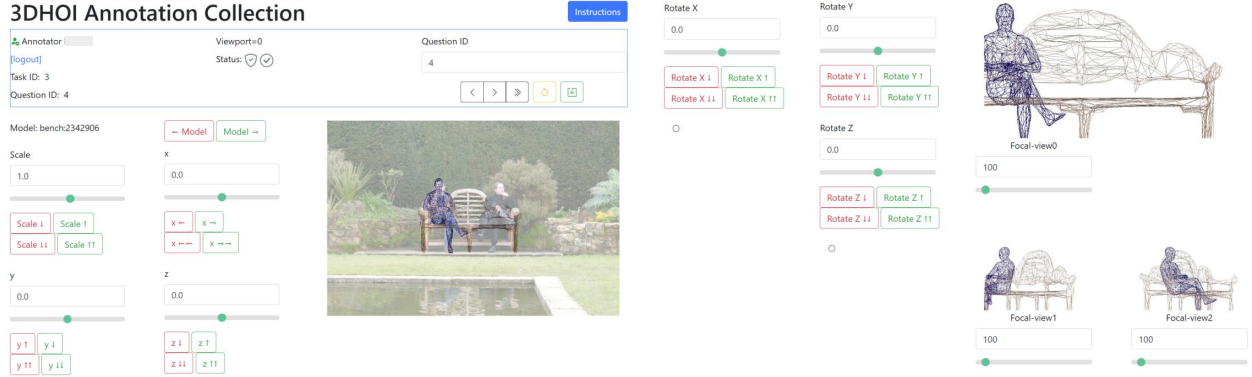 3DHOI Annotation Collection
Instructions
Annotator
Viewport=0
Question ID
[logout]
Status:
4
Task ID: 3
Question ID: 4
< > ≫
Model: bench:2342906
← Model
Model →
Scale
x
1.0
0.0
Scale ↓
Scale ↑
x ←
x →
Scale ↓↓
Scale ↑↑
x ←←
x →→
y
z
0.0
0.0
y ↑
y ↓
z ↓
z ↑
y ↑↑
y ↓↓
z ↓↓
z ↑↑
Rotate X
0.0
Rotate X ↓
Rotate X ↑
Rotate X ↓↓
Rotate X ↑↑
Rotate Y
0.0
Rotate Y ↓
Rotate Y ↑
Rotate Y ↓↓
Rotate Y ↑↑
Rotate Z
0.0
Rotate Z ↓
Rotate Z ↑
Rotate Z ↓↓
Rotate Z ↑↑
Focal-view0
100
Focal-view1
100
Focal-view2
100